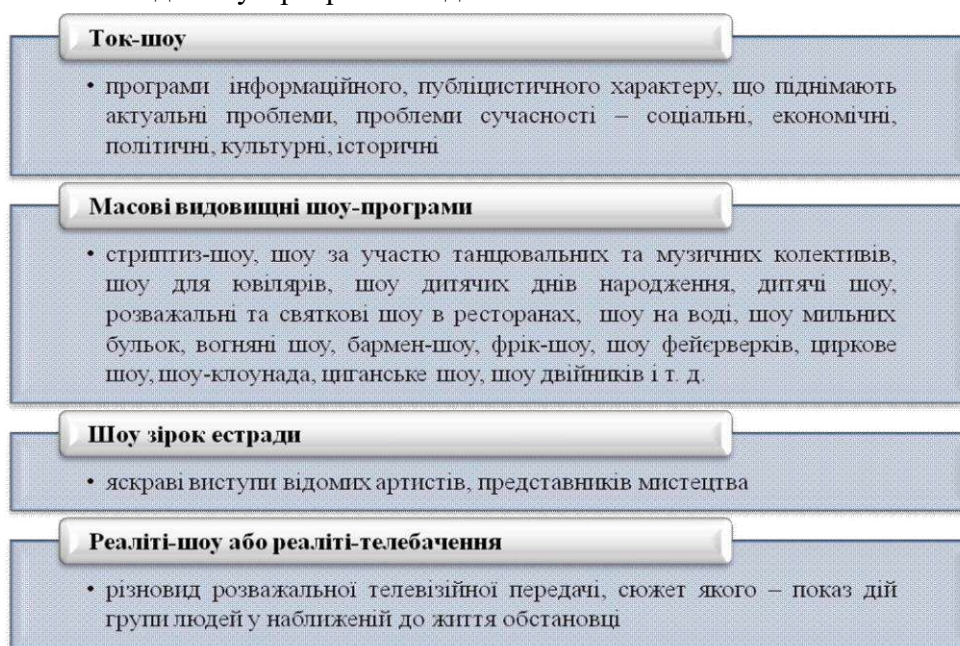 Ток-шоу
• програми інформаційного, публіцистичного характеру, що піднімають
актуальні проблеми, проблеми сучасності – соціальні, економічні,
політичні, культурні, історичні
Масові видовищні шоу-програми
• стриптиз-шоу, шоу за участю танцювальних та музичних колективів,
шоу для ювілярів, шоу дитячих днів народження, дитячі шоу,
розважальні та святкові шоу в ресторанах, шоу на воді, шоу мильних
бульок, вогняні шоу, бармен-шоу, фрік-шоу, шоу фейєрверків, циркове
шоу, шоу-клоунада, циганське шоу, шоу двійників і т. д.
Шоу зірок естради
• яскраві виступи відомих артистів, представників мистецтва
Реаліті-шоу або реаліті-телебачення
• різновид розважальної телевізійної передачі, сюжет якого – показ дій
групи людей у наближеній до життя обстановці